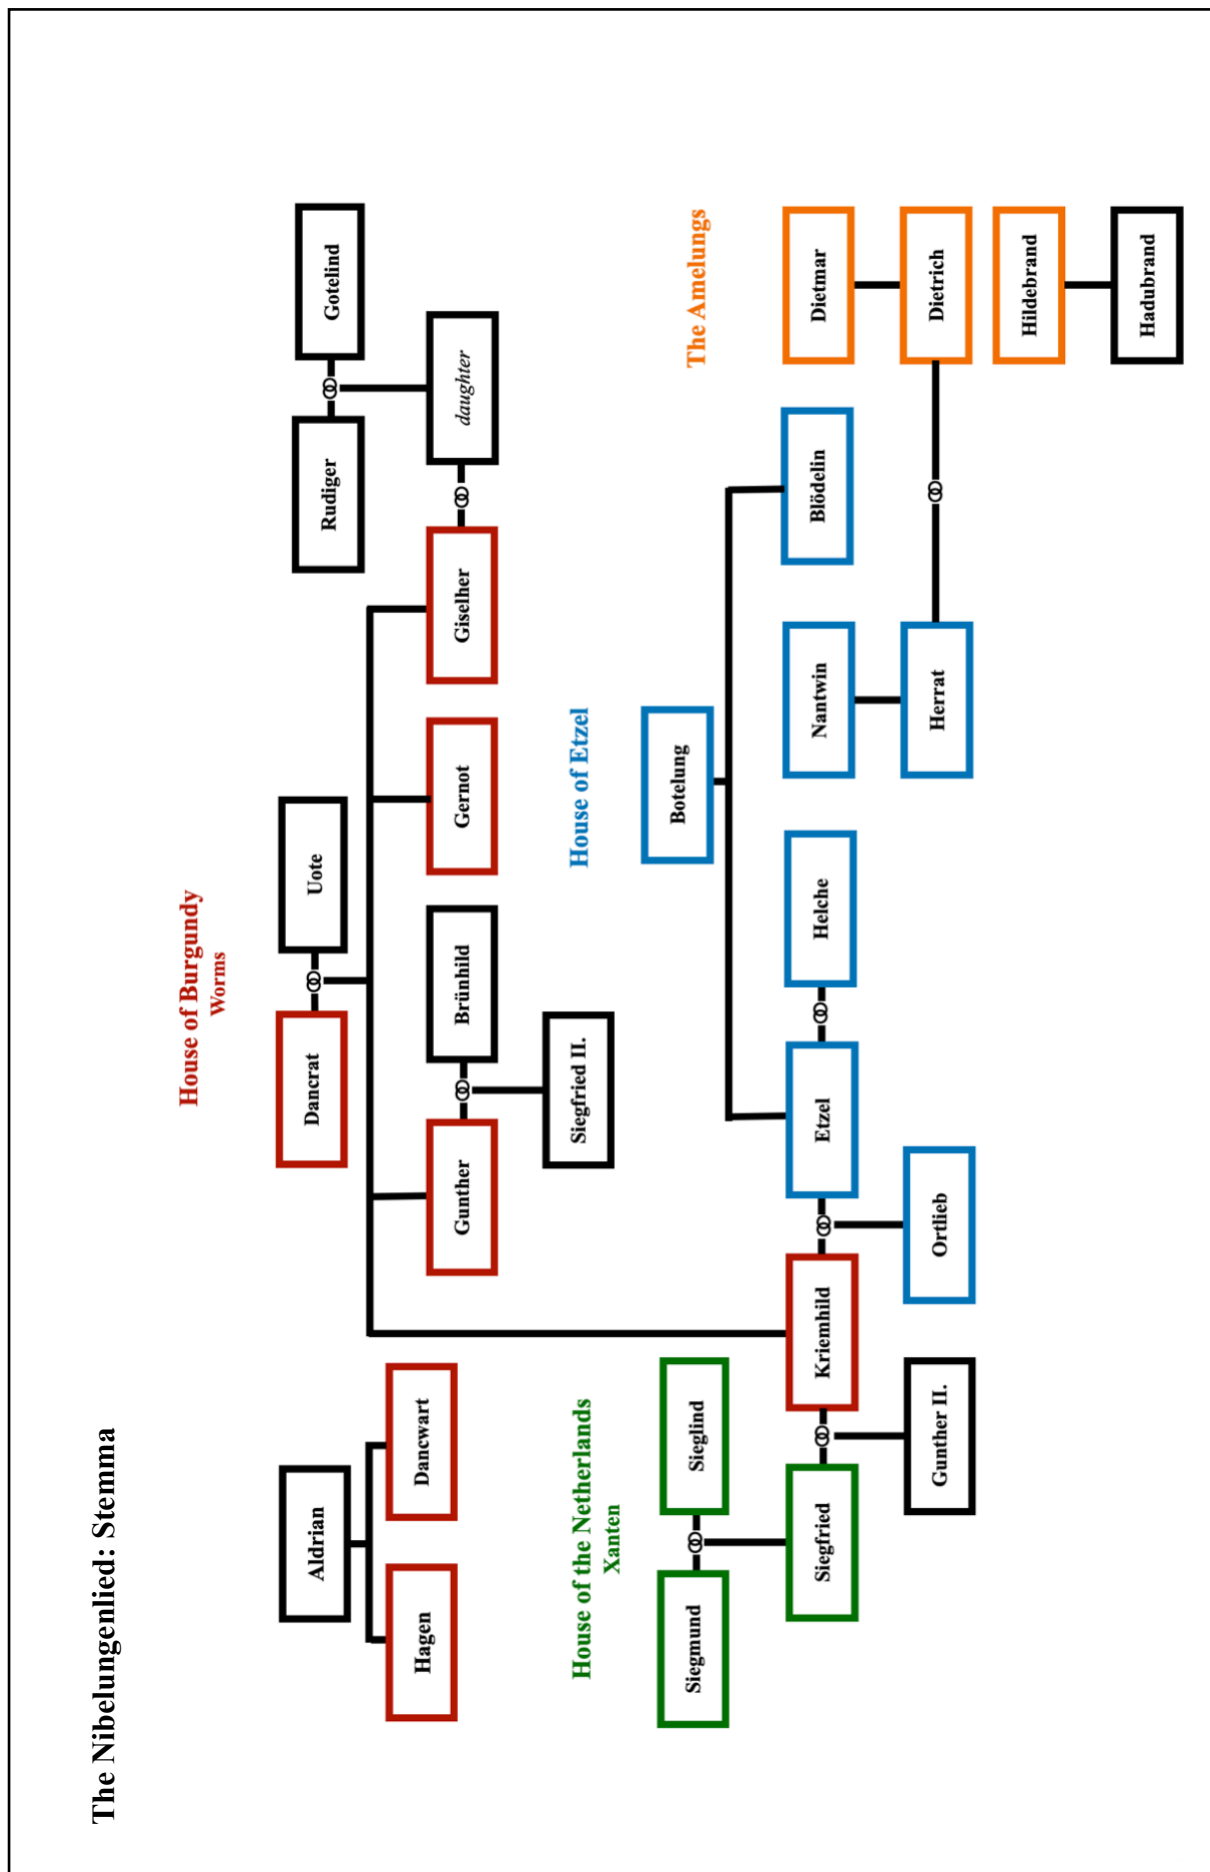 The Nibelungenlied: Stemma
House of Burgundy
Worms
Aldrian
Dancrat
Uote
Rudiger
Gotelind
Hagen
Dancwart
Gunther
Brünhild
Gernot
Giselher
daughter
Siegfried II.
House of the Netherlands
Xanten
House of Etzel
The Amelungs
Siegmund
Sieglind
Botelung
Siegfried
Kriemhild
Etzel
Helche
Nantwin
Blödelin
Dietmar
Gunther II.
Ortlieb
Herrat
Dietrich
Hildebrand
Hadubrand